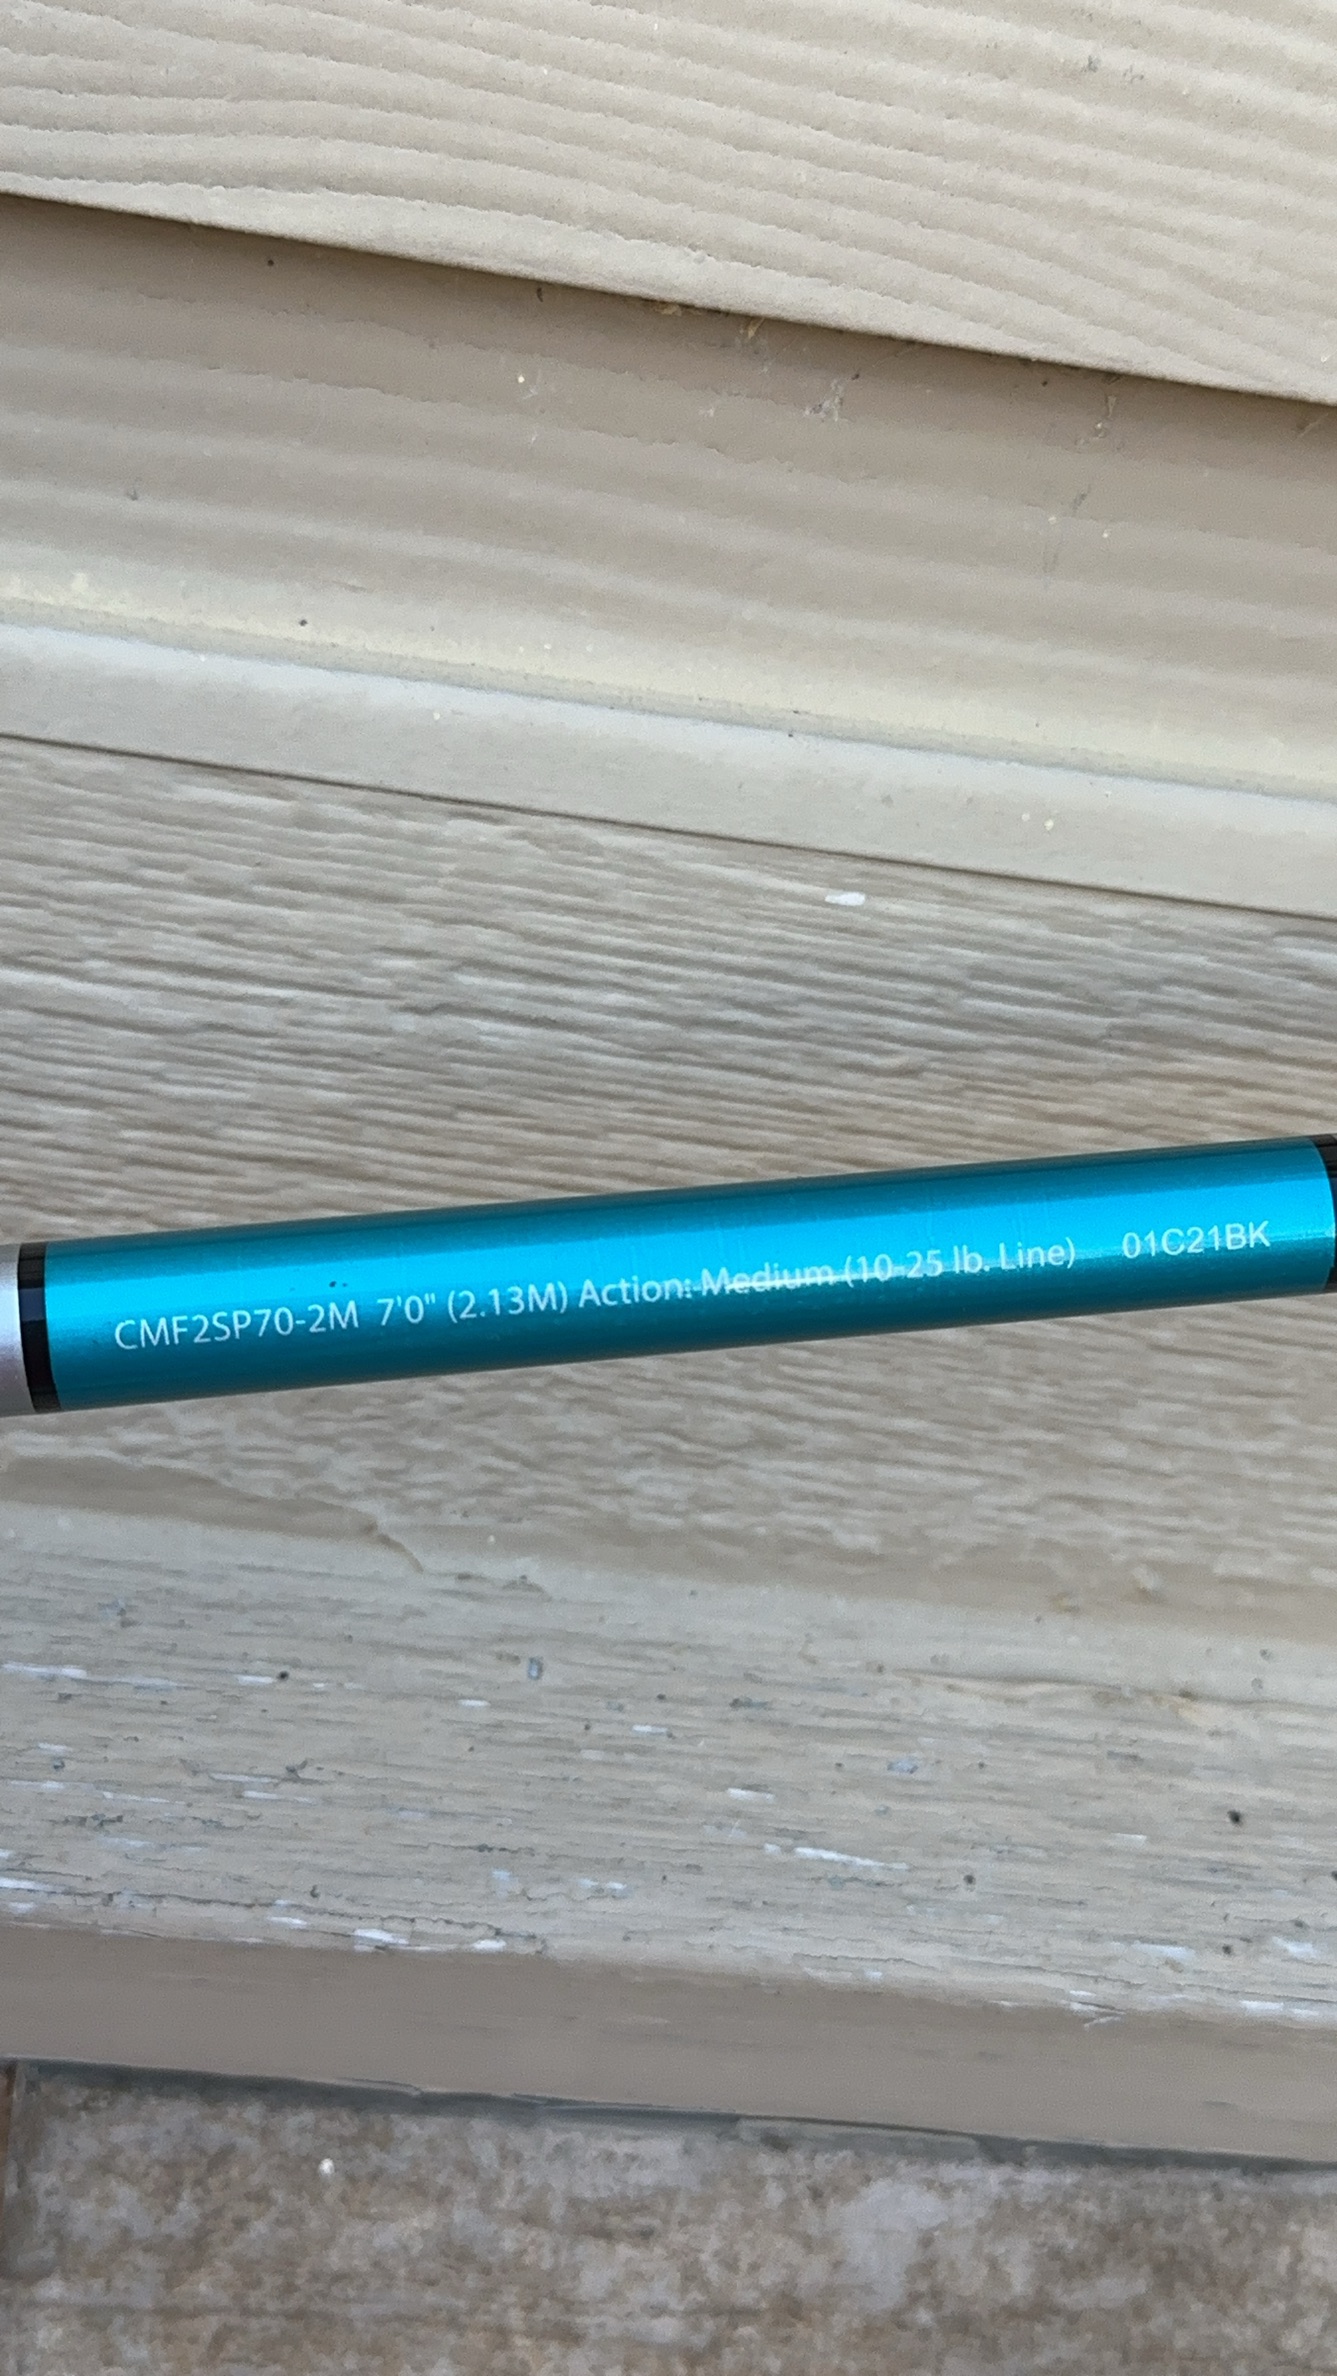 CMF2SP70-2M 7'0" (2.13M) Action: Medium (10-25 lb. Line) 01C21BK